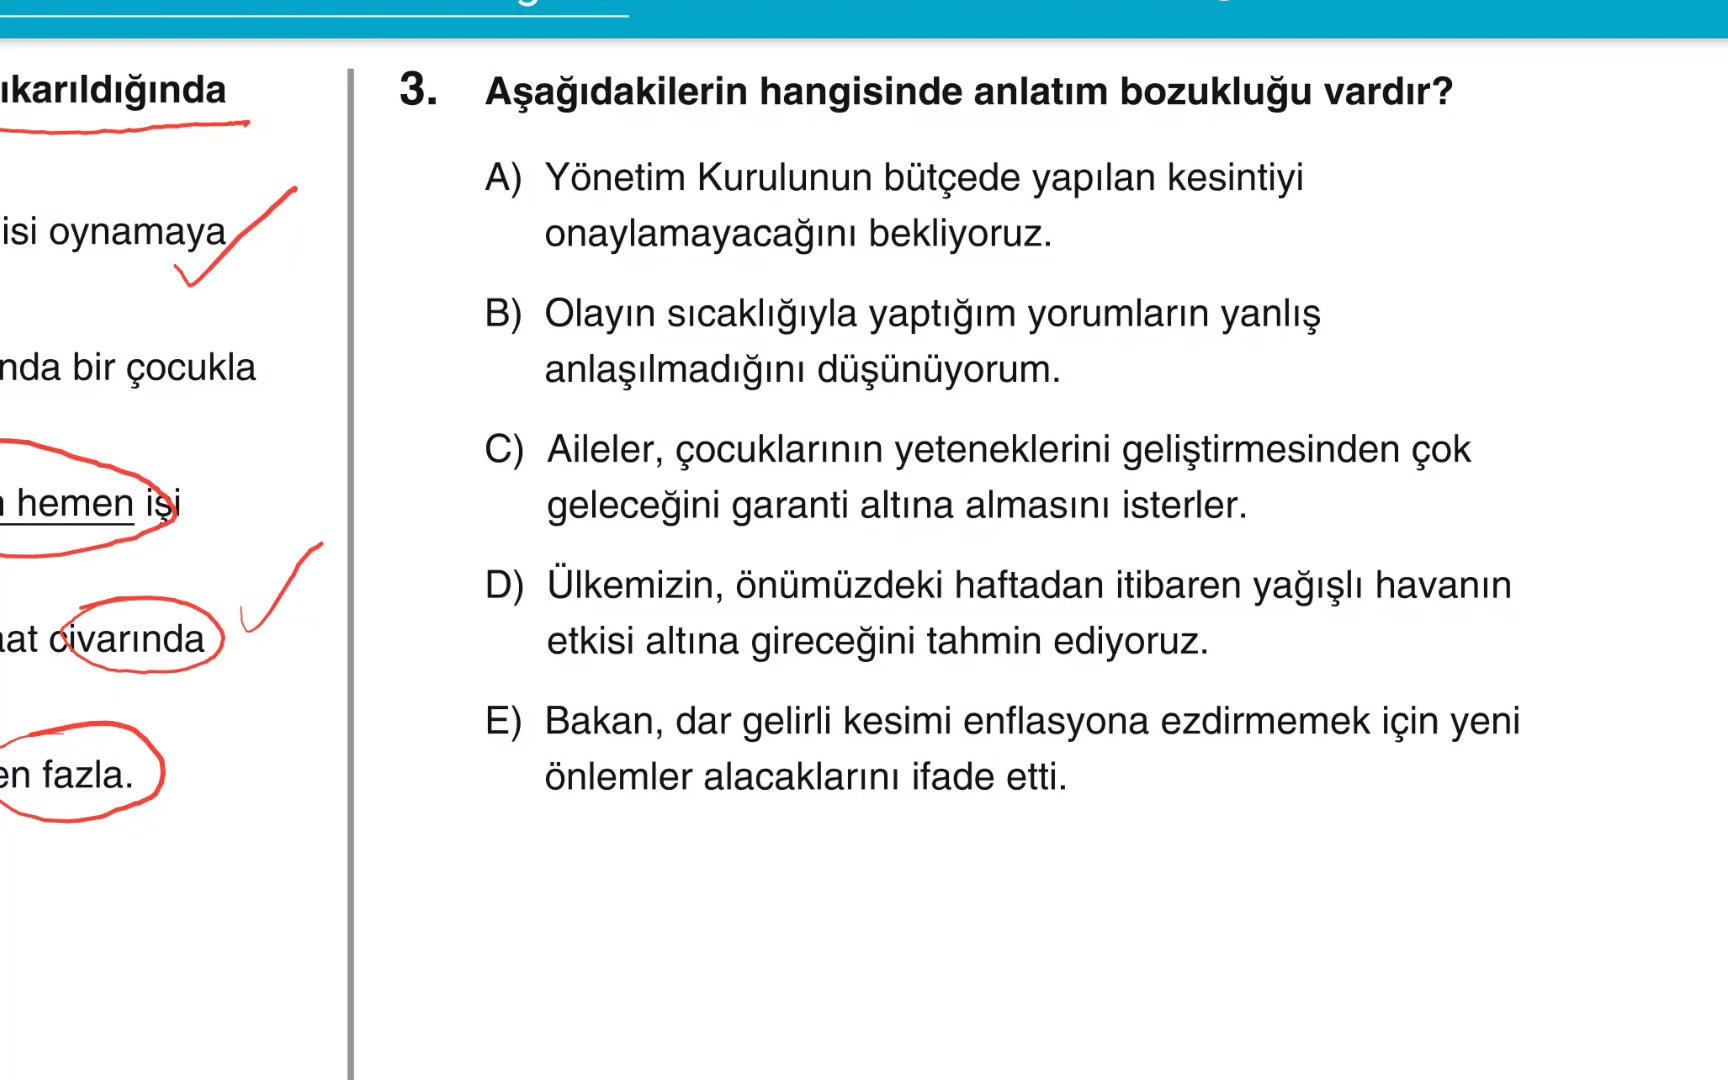 ıkarıldığında
isi oynamaya
nda bir çocukla
hemen işi
at civarında
en fazla.
3. Aşağıdakilerin hangisinde anlatım bozukluğu vardır?
A) Yönetim Kurulunun bütçede yapılan kesintiyi
onaylamayacağını bekliyoruz.
B) Olayın sıcaklığıyla yaptığım yorumların yanlış
anlaşılmadığını düşünüyorum.
C) Aileler, çocuklarının yeteneklerini geliştirmesinden çok
geleceğini garanti altına almasını isterler.
D) Ülkemizin, önümüzdeki haftadan itibaren yağışlı havanın
etkisi altına gireceğini tahmin ediyoruz.
E) Bakan, dar gelirli kesimi enflasyona ezdirmemek için yeni
önlemler alacaklarını ifade etti.